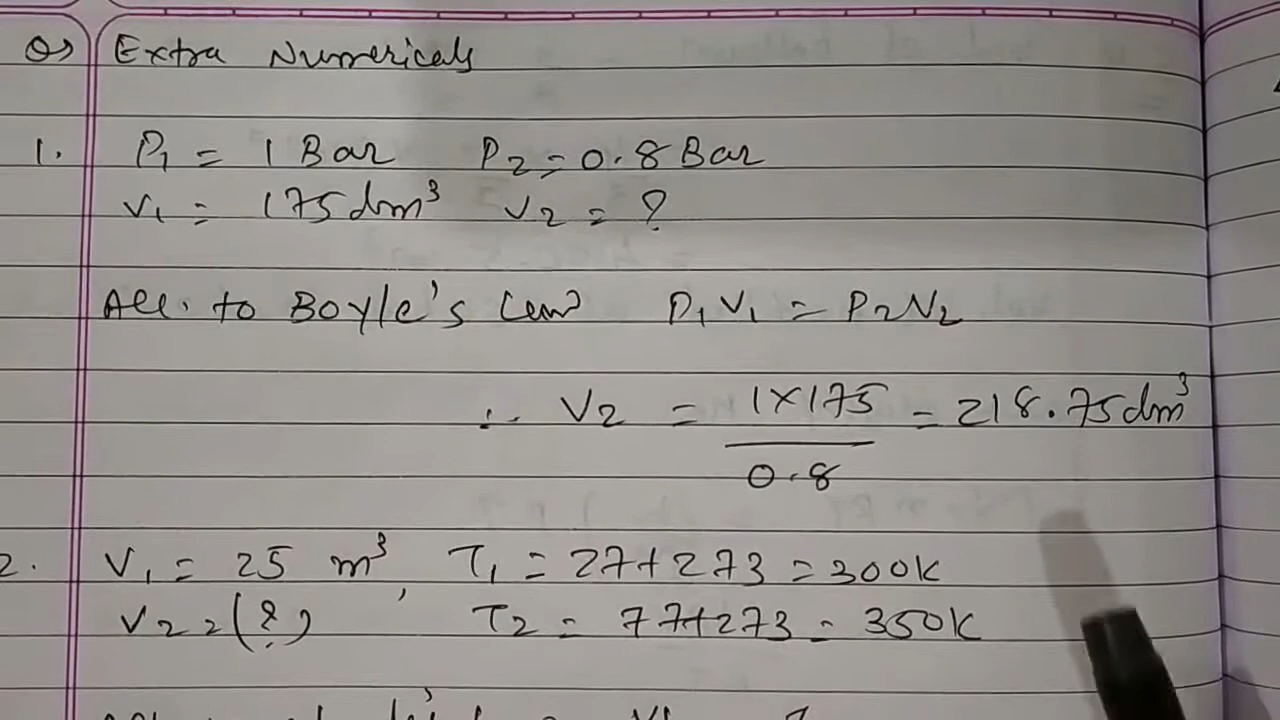 Q) Extra Numericals
1. P₁ = 1 Bar P₂ = 0.8 Bar
V₁ = 175 dm³ V₂ = ?
Acc. to Boyle's Law P₁V₁ = P₂V₂
∴ V₂ = 1×175 / 0.8 = 218.75 dm³
2. V₁ = 25 m³, T₁ = 27+273 = 300K
V₂ = (?) T₂ = 77+273 = 350K